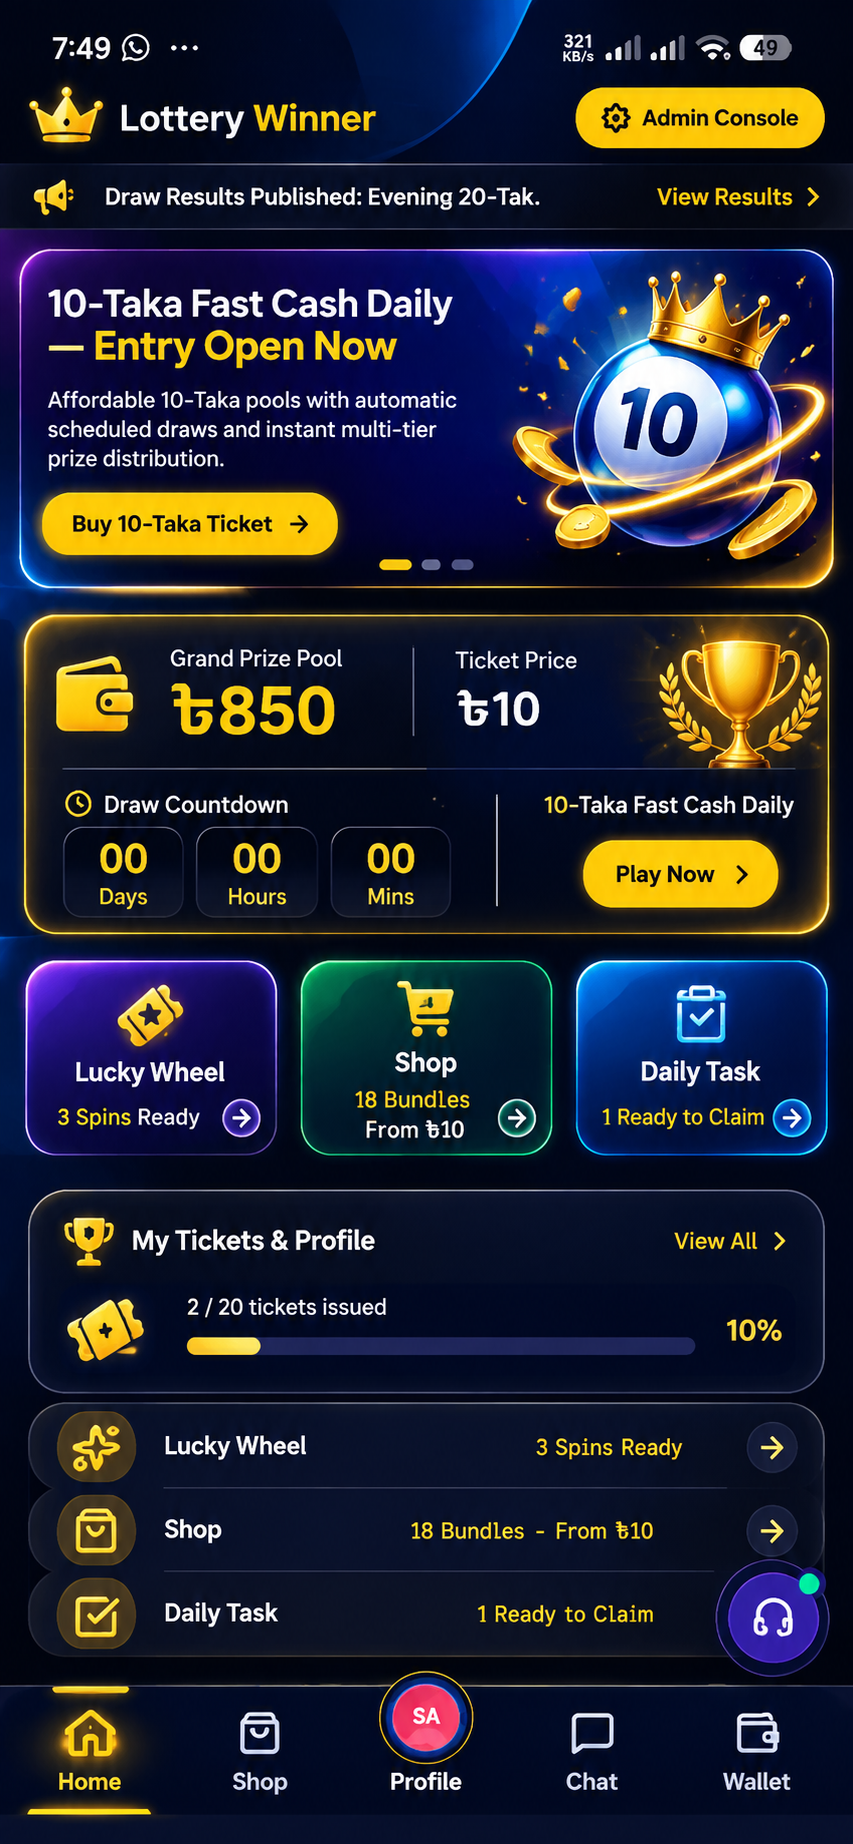 7:49
321
KB/s
49
Lottery Winner
Admin Console
Draw Results Published: Evening 20-Tak.
View Results
10-Taka Fast Cash Daily
— Entry Open Now
Affordable 10-Taka pools with automatic
scheduled draws and instant multi-tier
prize distribution.
Buy 10-Taka Ticket
10
Grand Prize Pool
৳850
Ticket Price
৳10
Draw Countdown
00
Days
00
Hours
00
Mins
10-Taka Fast Cash Daily
Play Now
Lucky Wheel
3 Spins Ready
Shop
18 Bundles
From ৳10
Daily Task
1 Ready to Claim
My Tickets & Profile
View All
2 / 20 tickets issued
10%
Lucky Wheel
3 Spins Ready
Shop
18 Bundles - From ৳10
Daily Task
1 Ready to Claim
SA
Home
Shop
Profile
Chat
Wallet